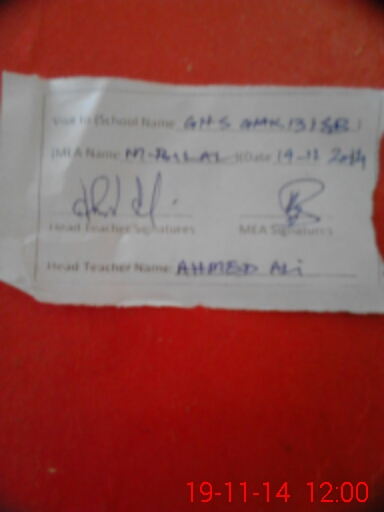 Visit to (School Name GHS
(MEA Name M-BILAL )(Date 19-11 2014
Head Teacher Signatures MEA Signatures
Head Teacher Name: AHMED Ali
19-11-14 12:00